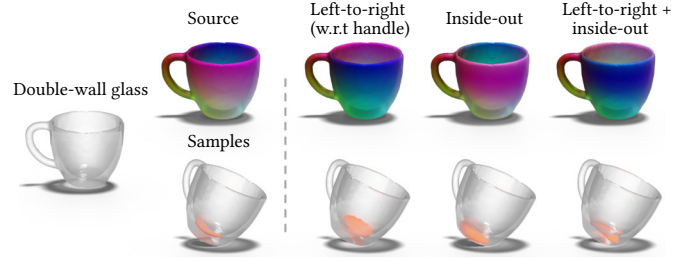 Source
Left-to-right
(w.r.t handle)
Inside-out
Left-to-right +
inside-out
Double-wall glass
Samples